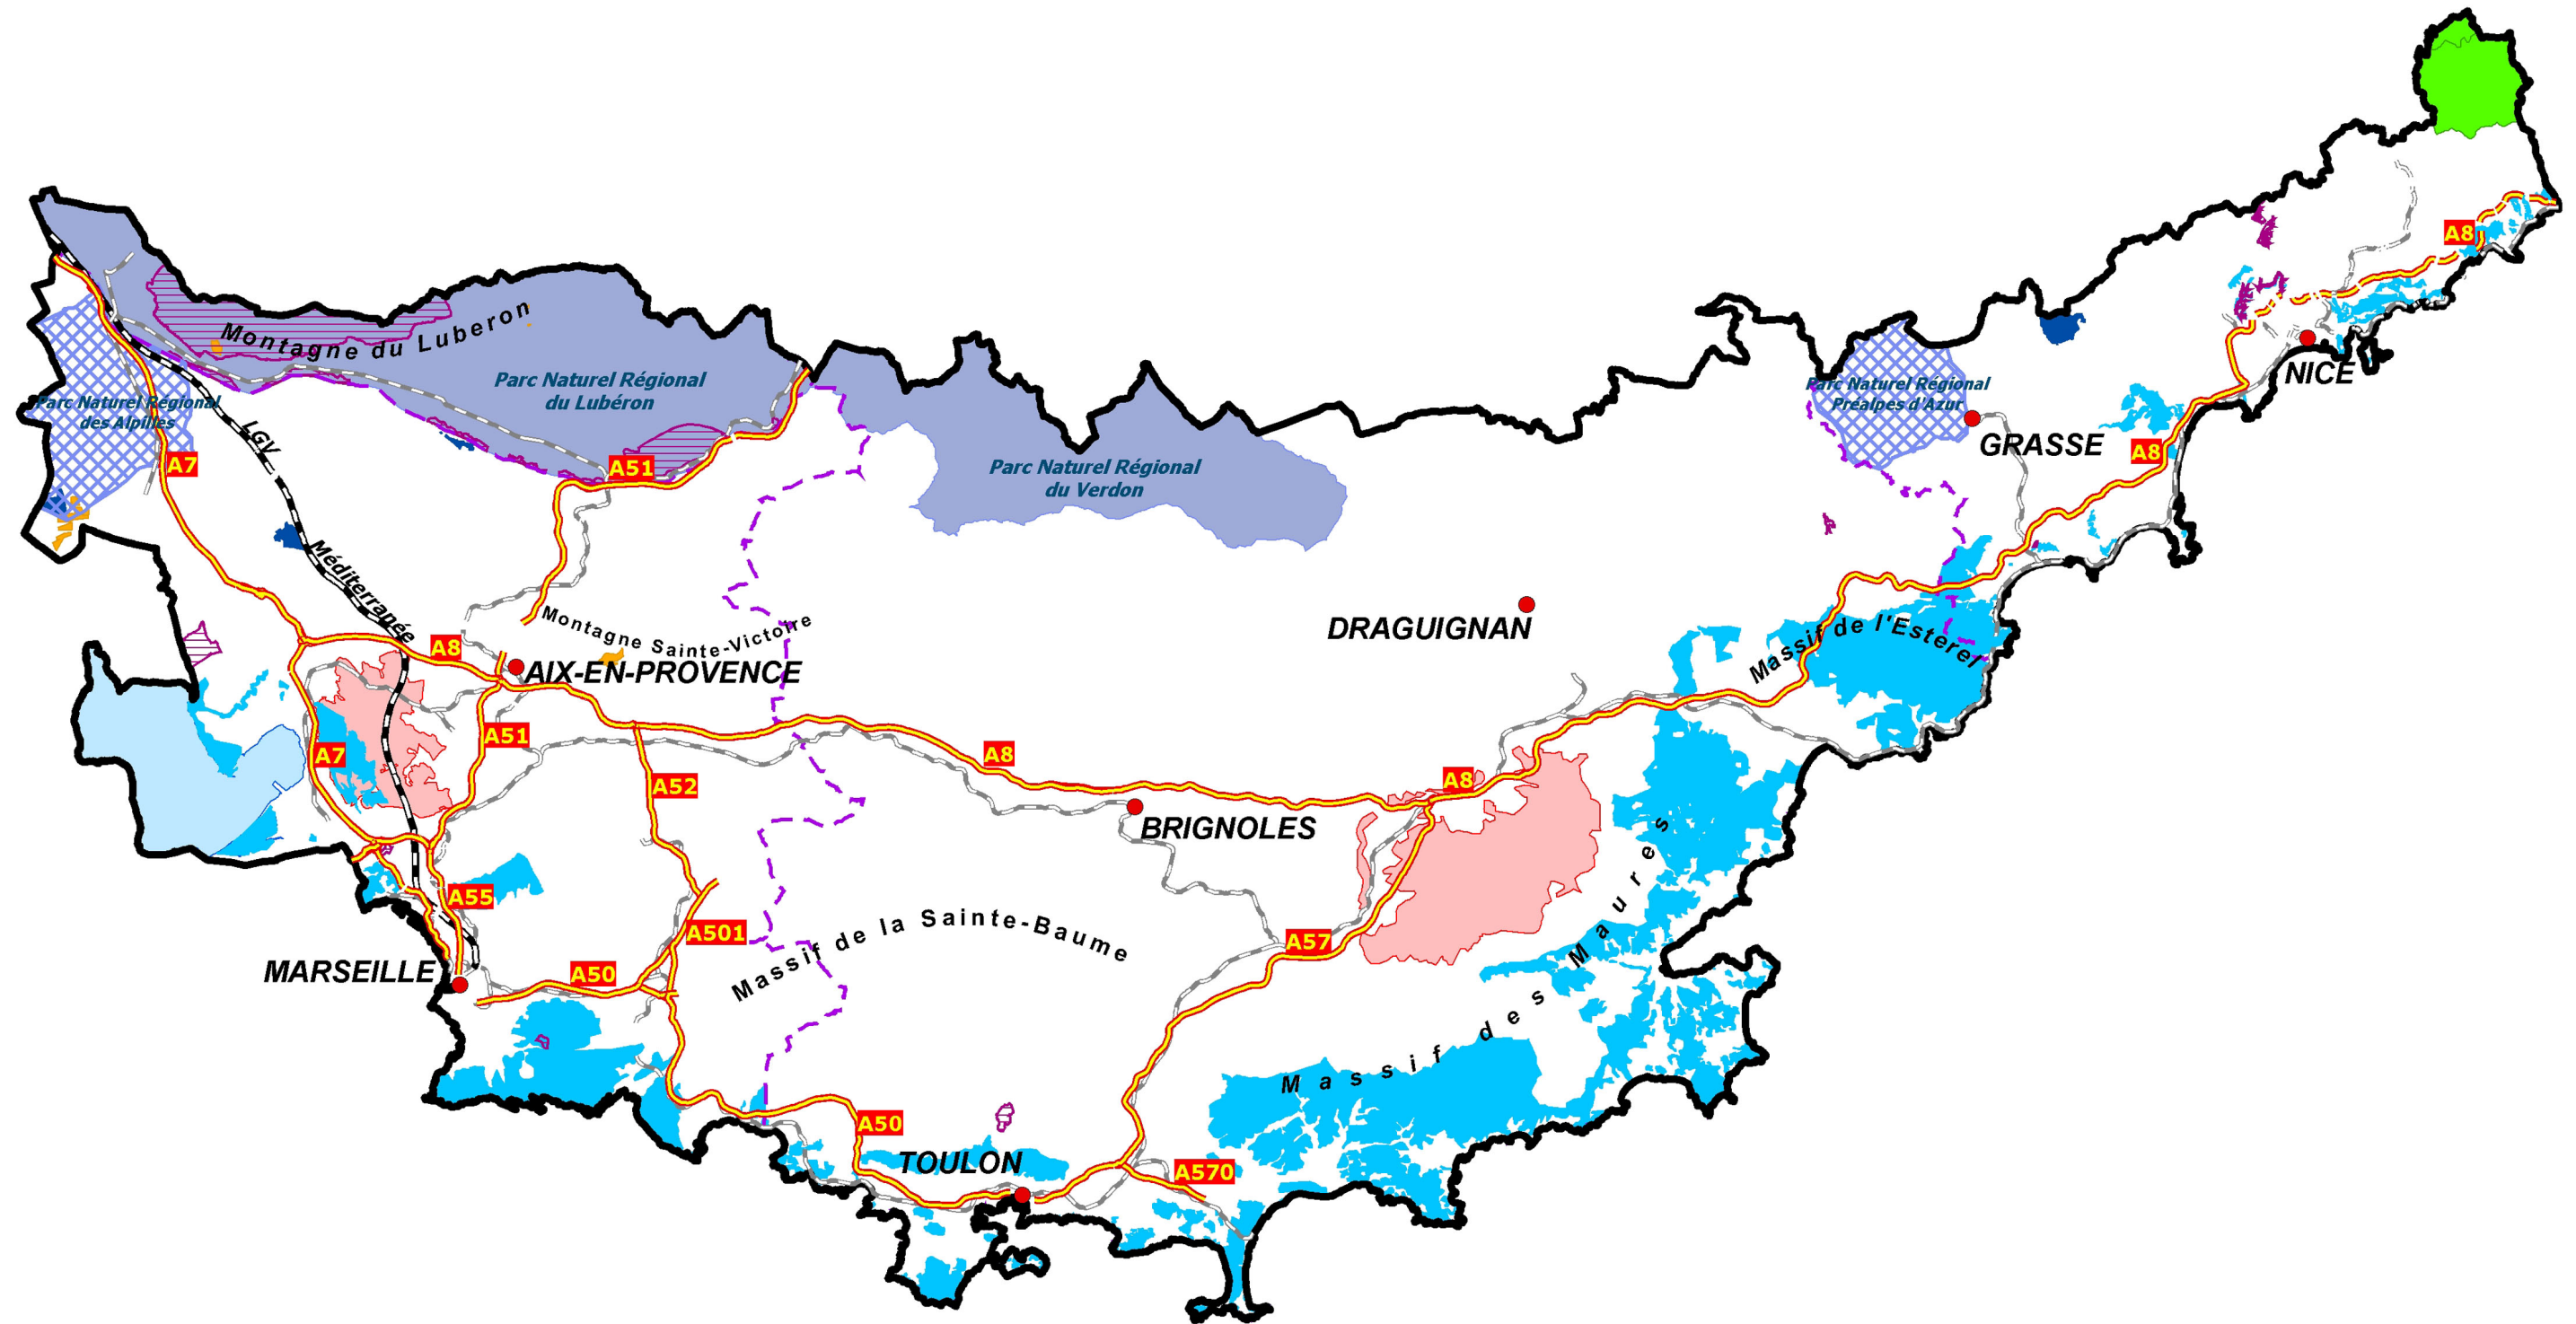 A8
Montagne du Luberon
NICE
Parc Naturel Régional
du Lubéron
Parc Naturel Régional
Préalpes d'Azur
Parc Naturel Régional
des Alpilles
GRASSE
LGV
A7
A51
Parc Naturel Régional
du Verdon
A8
Méditerranée
Montagne Sainte-Victoire
DRAGUIGNAN
Massif de l'Esterel
A8
AIX-EN-PROVENCE
A51
A7
A8
A52
A8
BRIGNOLES
A55
A501
Massif de la Sainte-Baume
A57
MARSEILLE
A50
Massif des Maures
A50
TOULON
A570